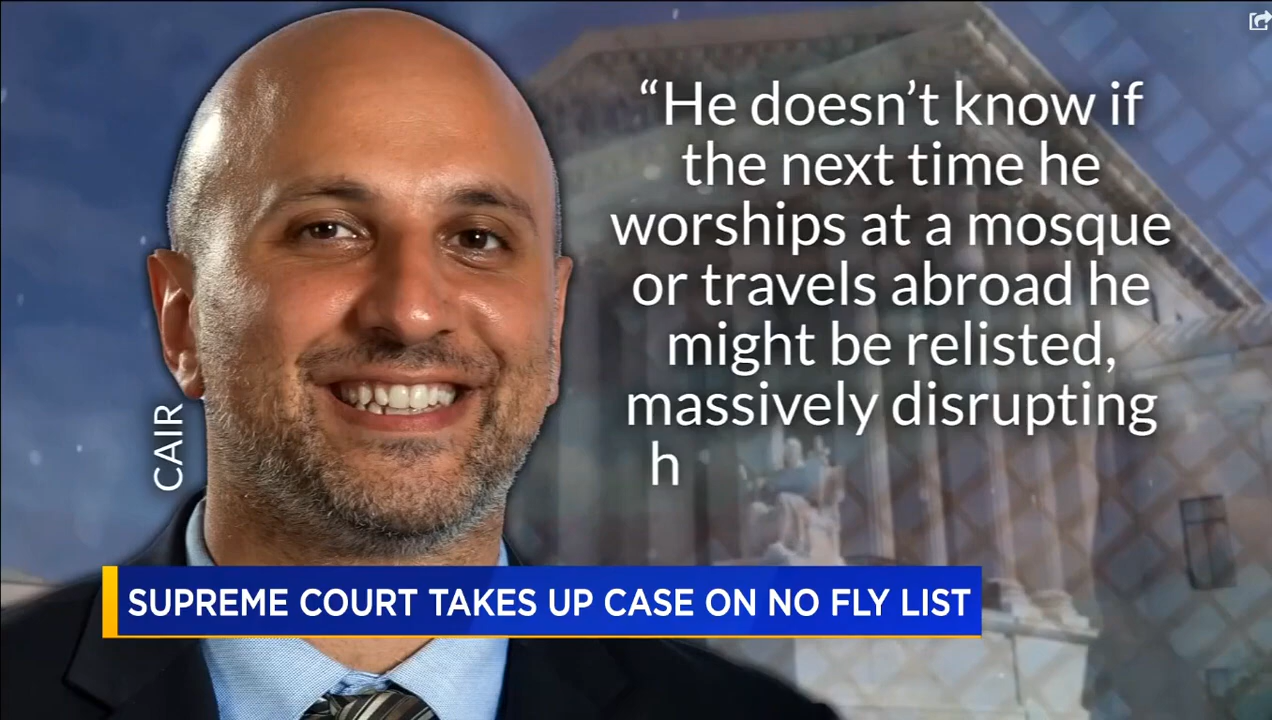 “He doesn’t know if
the next time he
worships at a mosque
or travels abroad he
might be relisted,
massively disrupting
h
CAIR
SUPREME COURT TAKES UP CASE ON NO FLY LIST